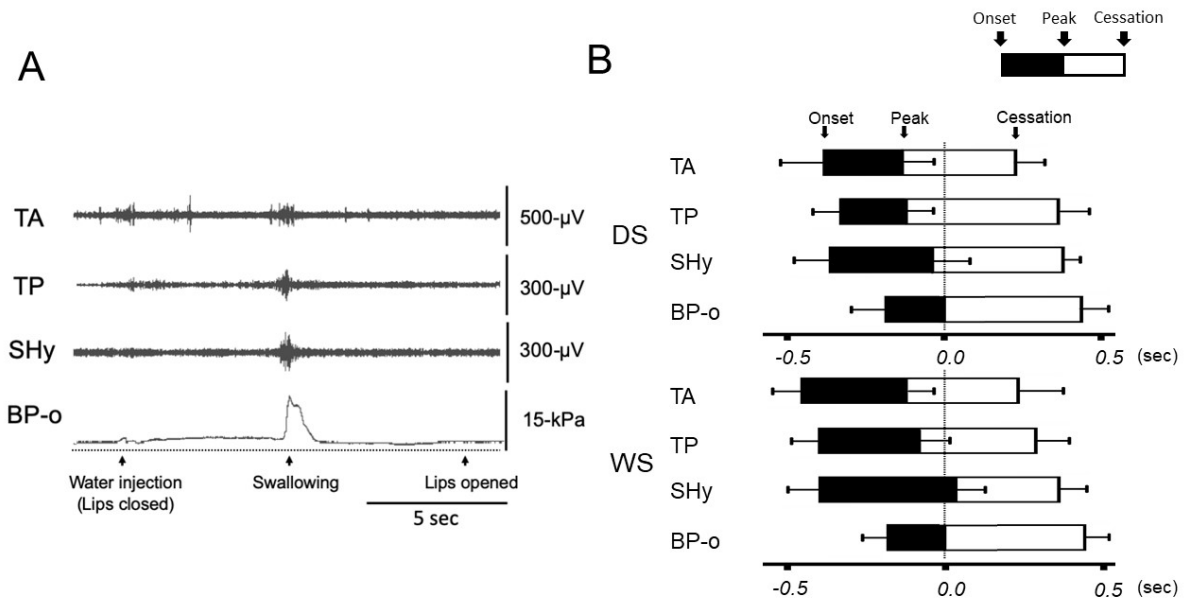 A
TA
500-µV
TP
300-µV
SHy
300-µV
BP-o
15-kPa
Water injection
(Lips closed)
Swallowing
Lips opened
5 sec
B
Onset Peak Cessation
Onset Peak Cessation
DS
TA
TP
SHy
BP-o
-0.5 0.0 0.5 (sec)
WS
TA
TP
SHy
BP-o
-0.5 0.0 0.5 (sec)